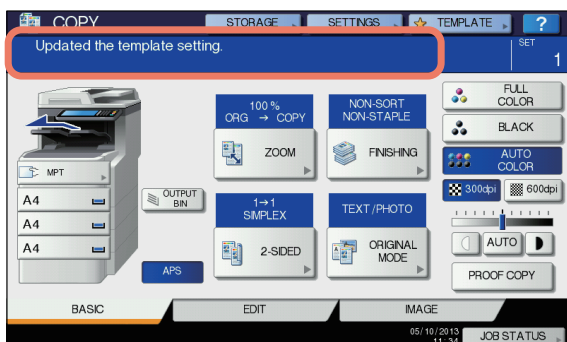 COPY
STORAGE
SETTINGS
TEMPLATE
?
Updated the template setting.
SET
1
100 %
ORG → COPY
ZOOM
NON-SORT
NON-STAPLE
FINISHING
FULL
COLOR
BLACK
AUTO
COLOR
300dpi
600dpi
MPT
A4
A4
A4
OUTPUT
BIN
APS
1→1
SIMPLEX
2-SIDED
TEXT/PHOTO
ORIGINAL
MODE
AUTO
PROOF COPY
BASIC
EDIT
IMAGE
05/10/2013
11:34
JOB STATUS